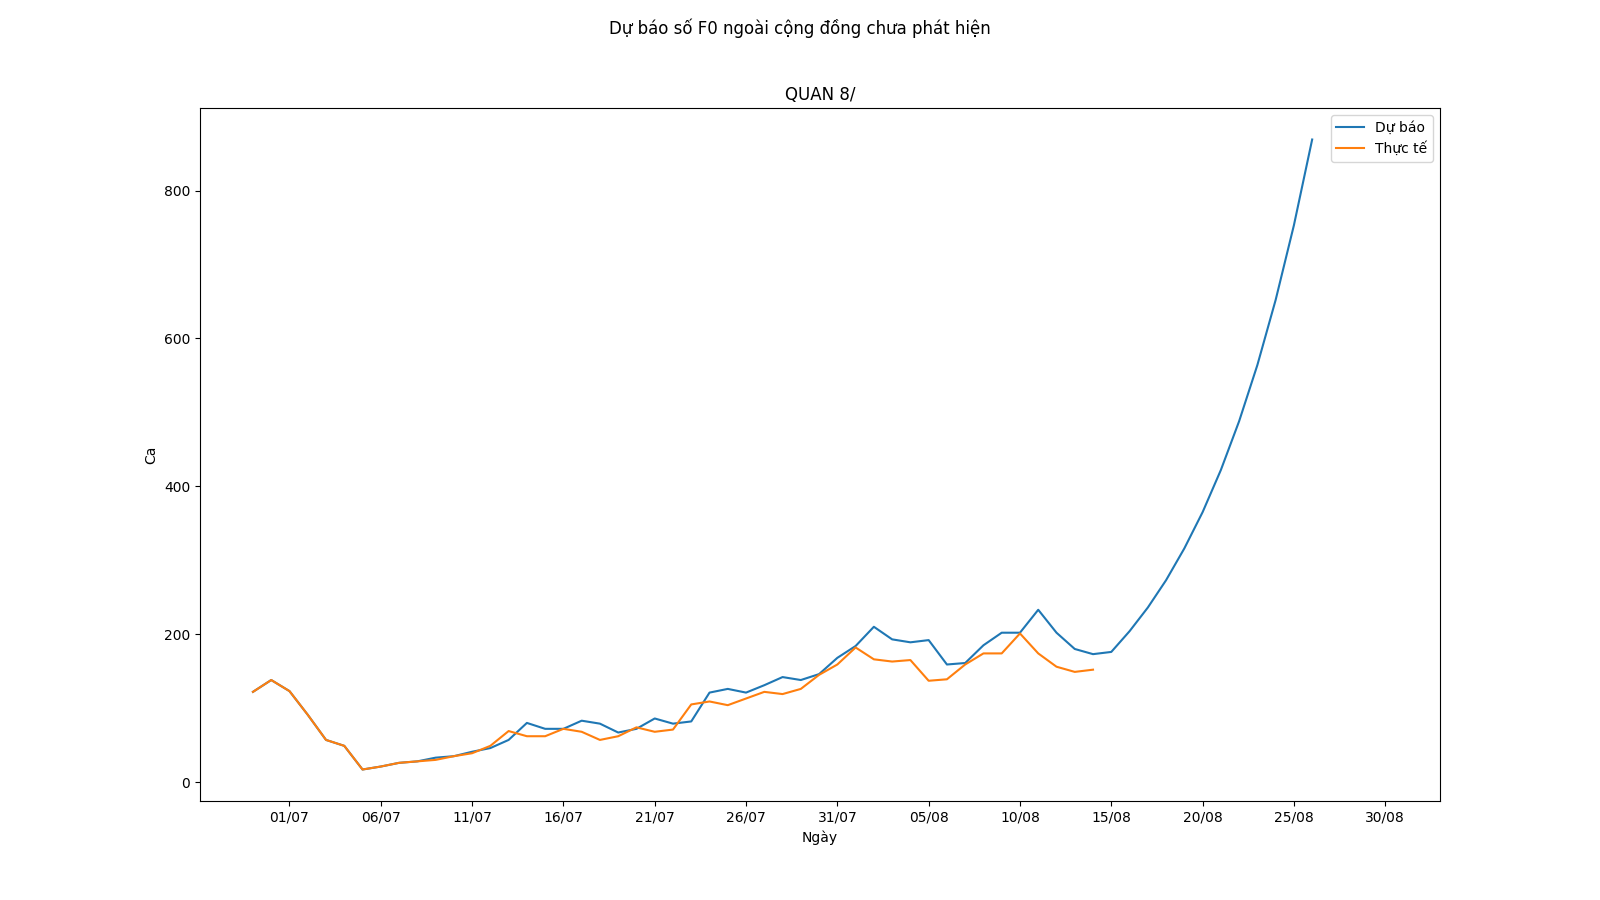 Dự báo số F0 ngoài cộng đồng chưa phát hiện
QUAN 8/
Dự báo
Thực tế
800
600
400
200
0
Ca
01/07 06/07 11/07 16/07 21/07 26/07 31/07 05/08 10/08 15/08 20/08 25/08 30/08
Ngày